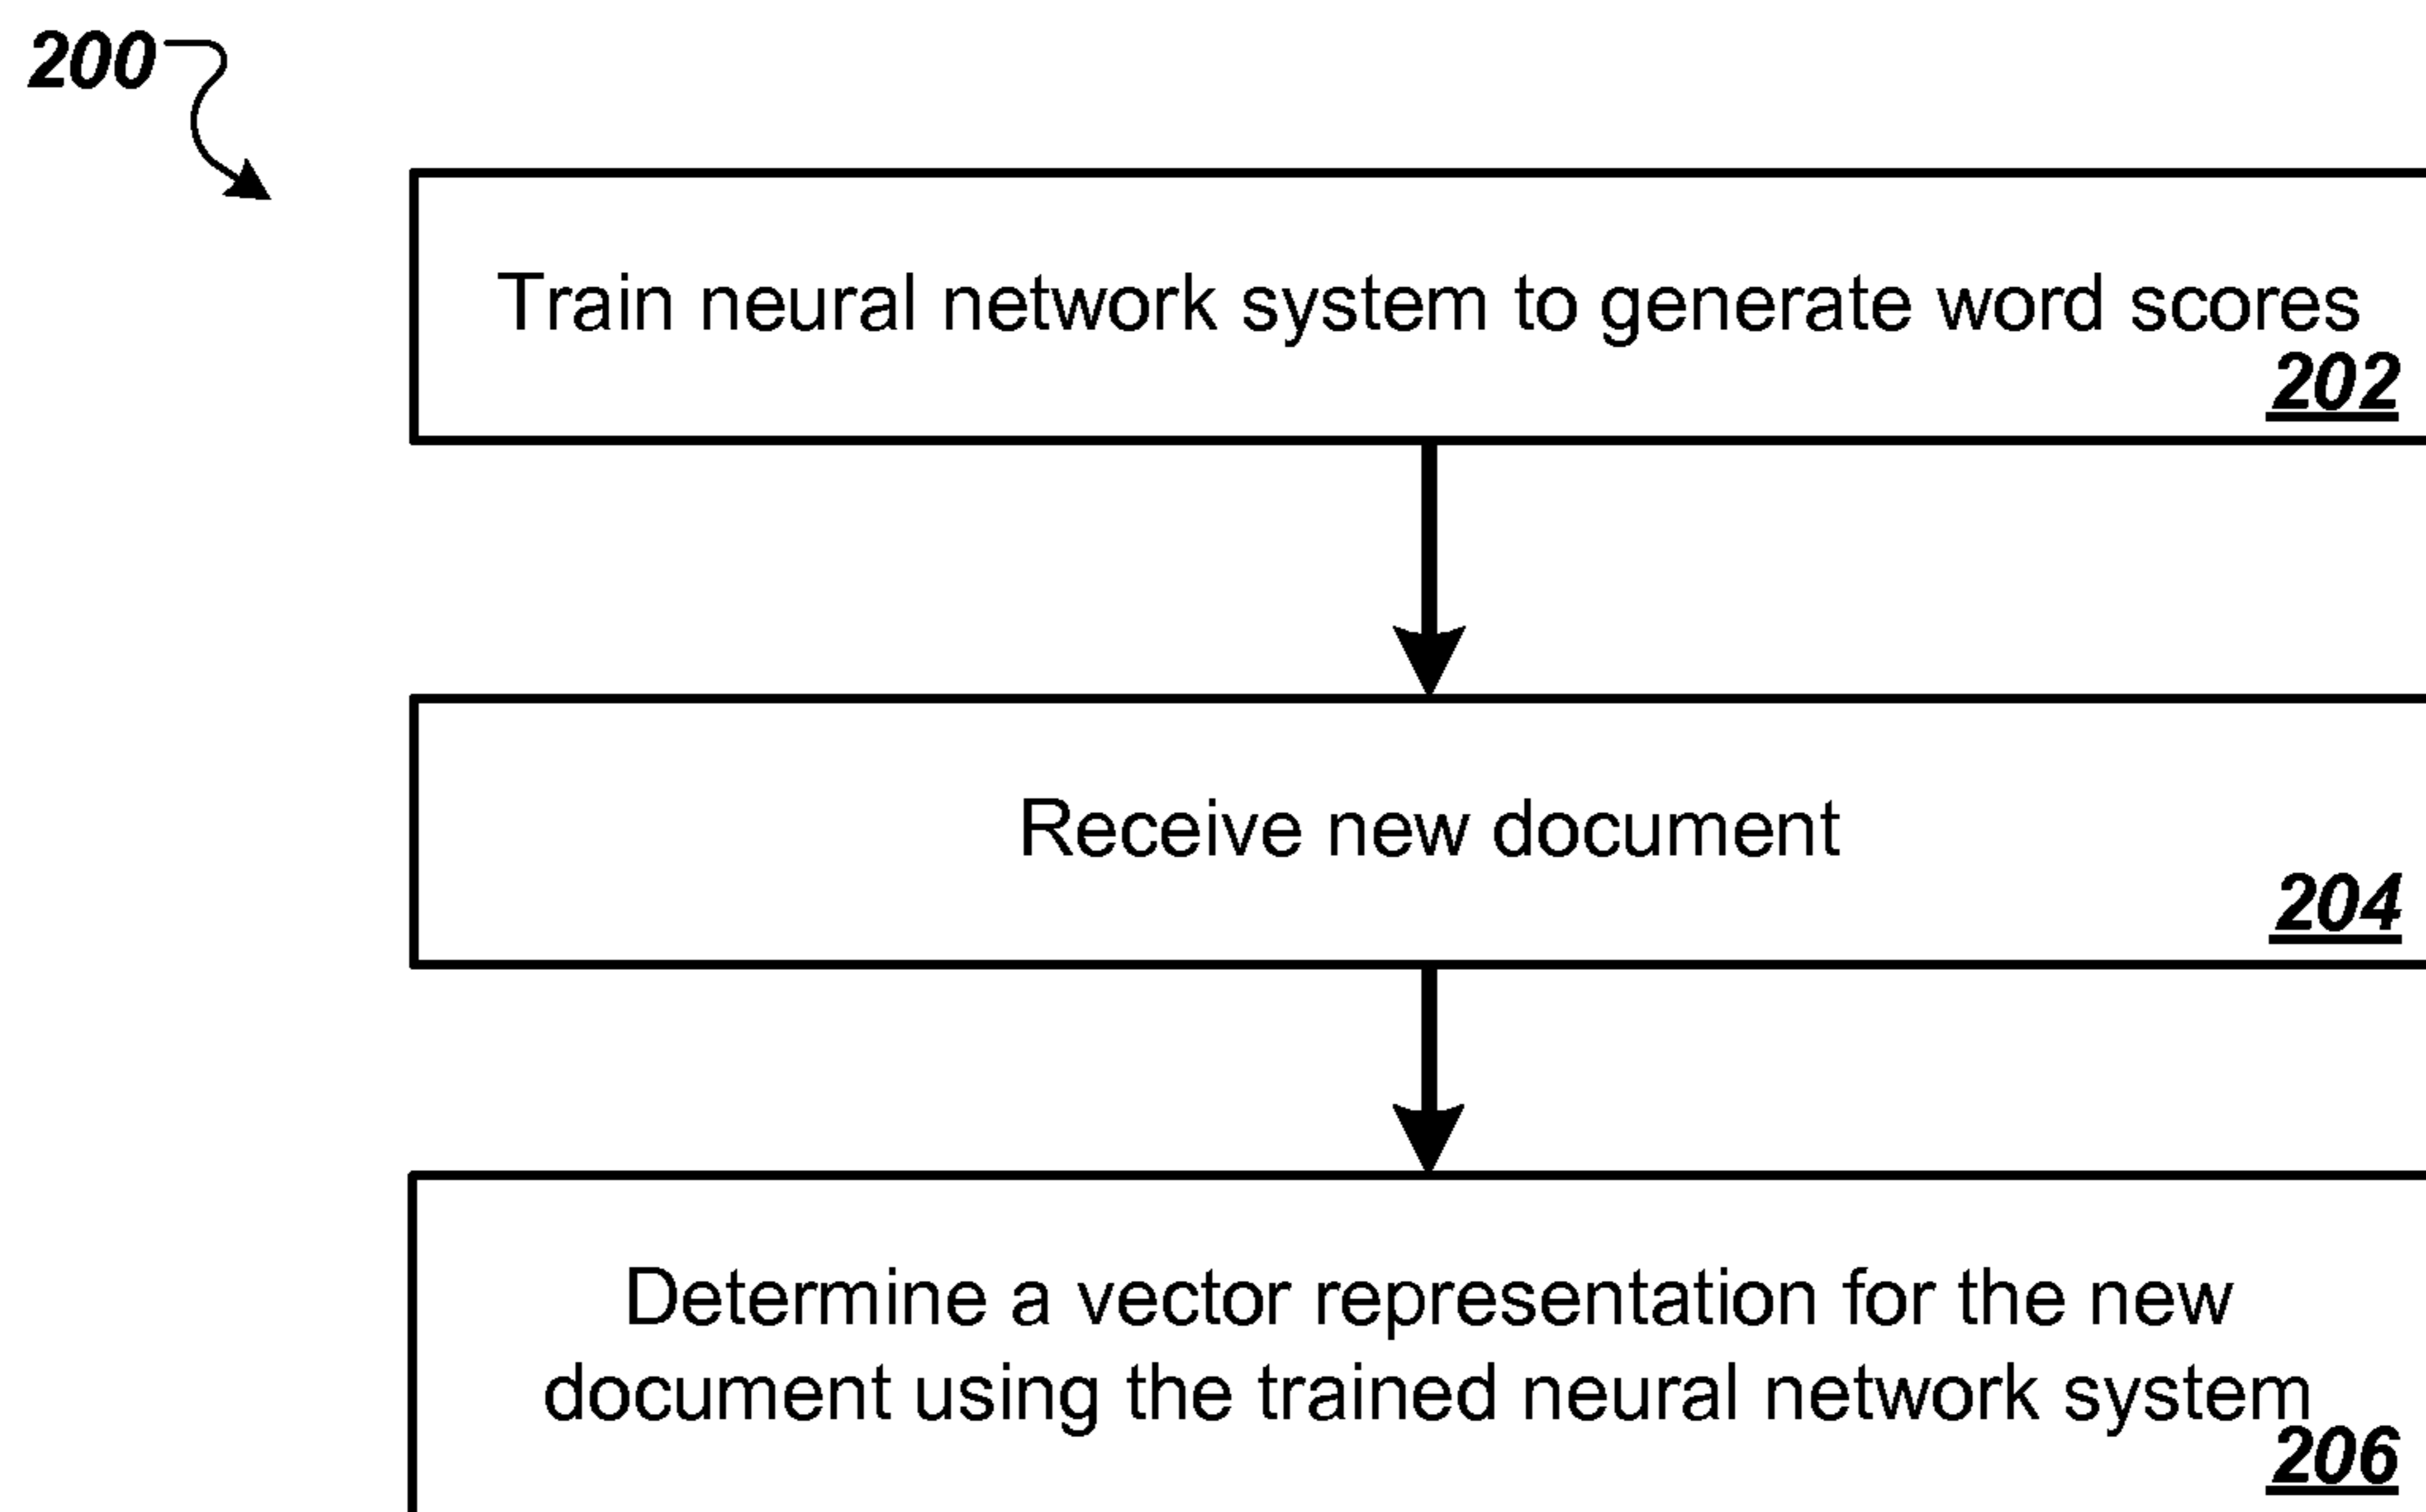 200
Train neural network system to generate word scores
202
Receive new document
204
Determine a vector representation for the new
document using the trained neural network system
206